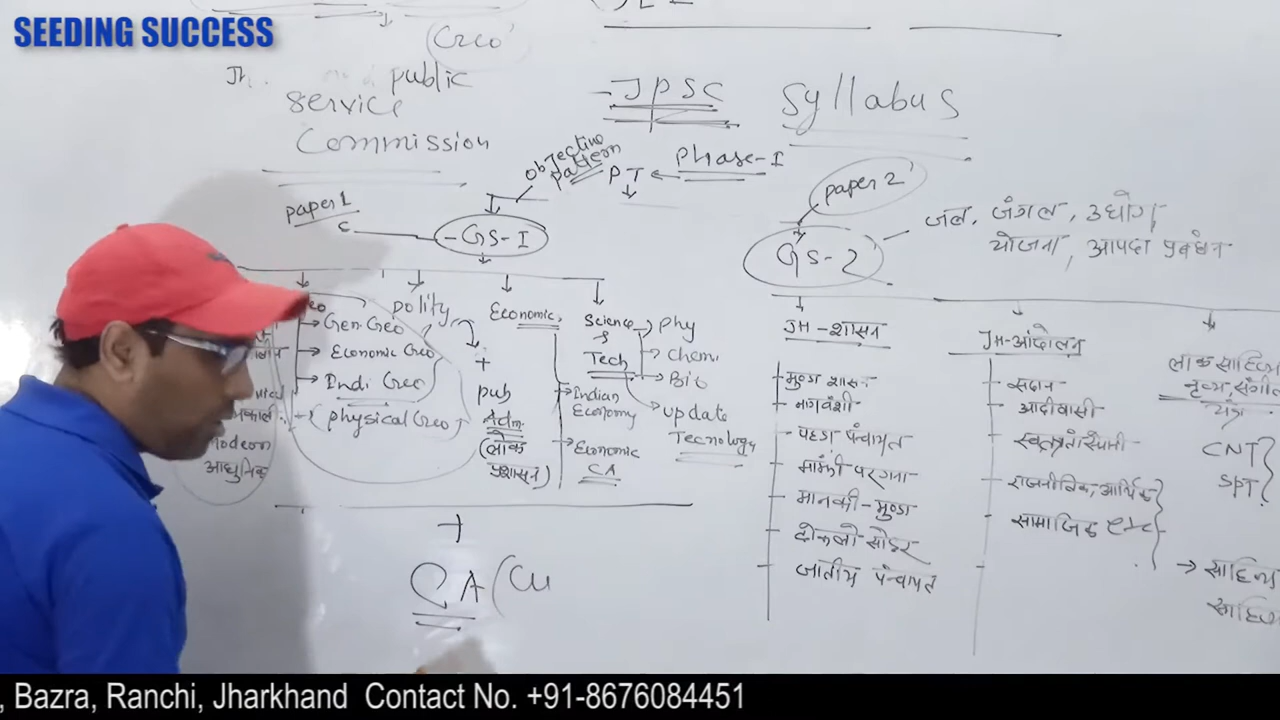 SEEDING SUCCESS
Geo
public
service
Commission
JPSC Syllabus
objective
pattern
PT ← Phase-I
paper 1
GS-I
paper 2
GS-2
जल, जंगल, उद्योग,
योजना, आपदा प्रबंधन
Gen Geo
Economic Geo
Indi Geo
(physical Geo
Modern
आधुनिक
polity
+
pub
Adm
(लोक
प्रशासन)
Economic
Indian
Economy
Economic
CA
Science
&
Tech
Phy
Chemi
Bio
update
Tecnology
+
CA (Cu
JH-शासन
मुण्डा शासन
नागवंशी
पड़हा पंचायत
मांझी परगना
मानकी-मुण्डा
ढोकलो सोहर
जातीय पंचायत
JH-आंदोलन
सदान
आदीवासी
स्वतंत्रता सेनानी
राजनीतिक, आर्थिक
सामाजिक etc
नृत्य, संगीत
CNT
SPT
, Bazra, Ranchi, Jharkhand Contact No. +91-8676084451